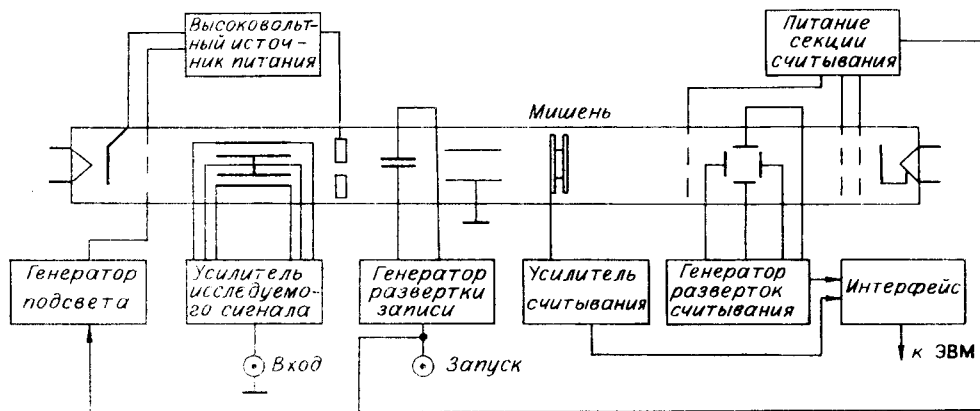 Высоковольт-
ный источ-
ник питания
Питание
секции
считывания
Мишень
Генератор
подсвета
Усилитель
исследуемо-
го сигнала
Генератор
развертки
записи
Усилитель
считывания
Генератор
разверток
считывания
Интерфейс
Вход
Запуск
к ЭВМ